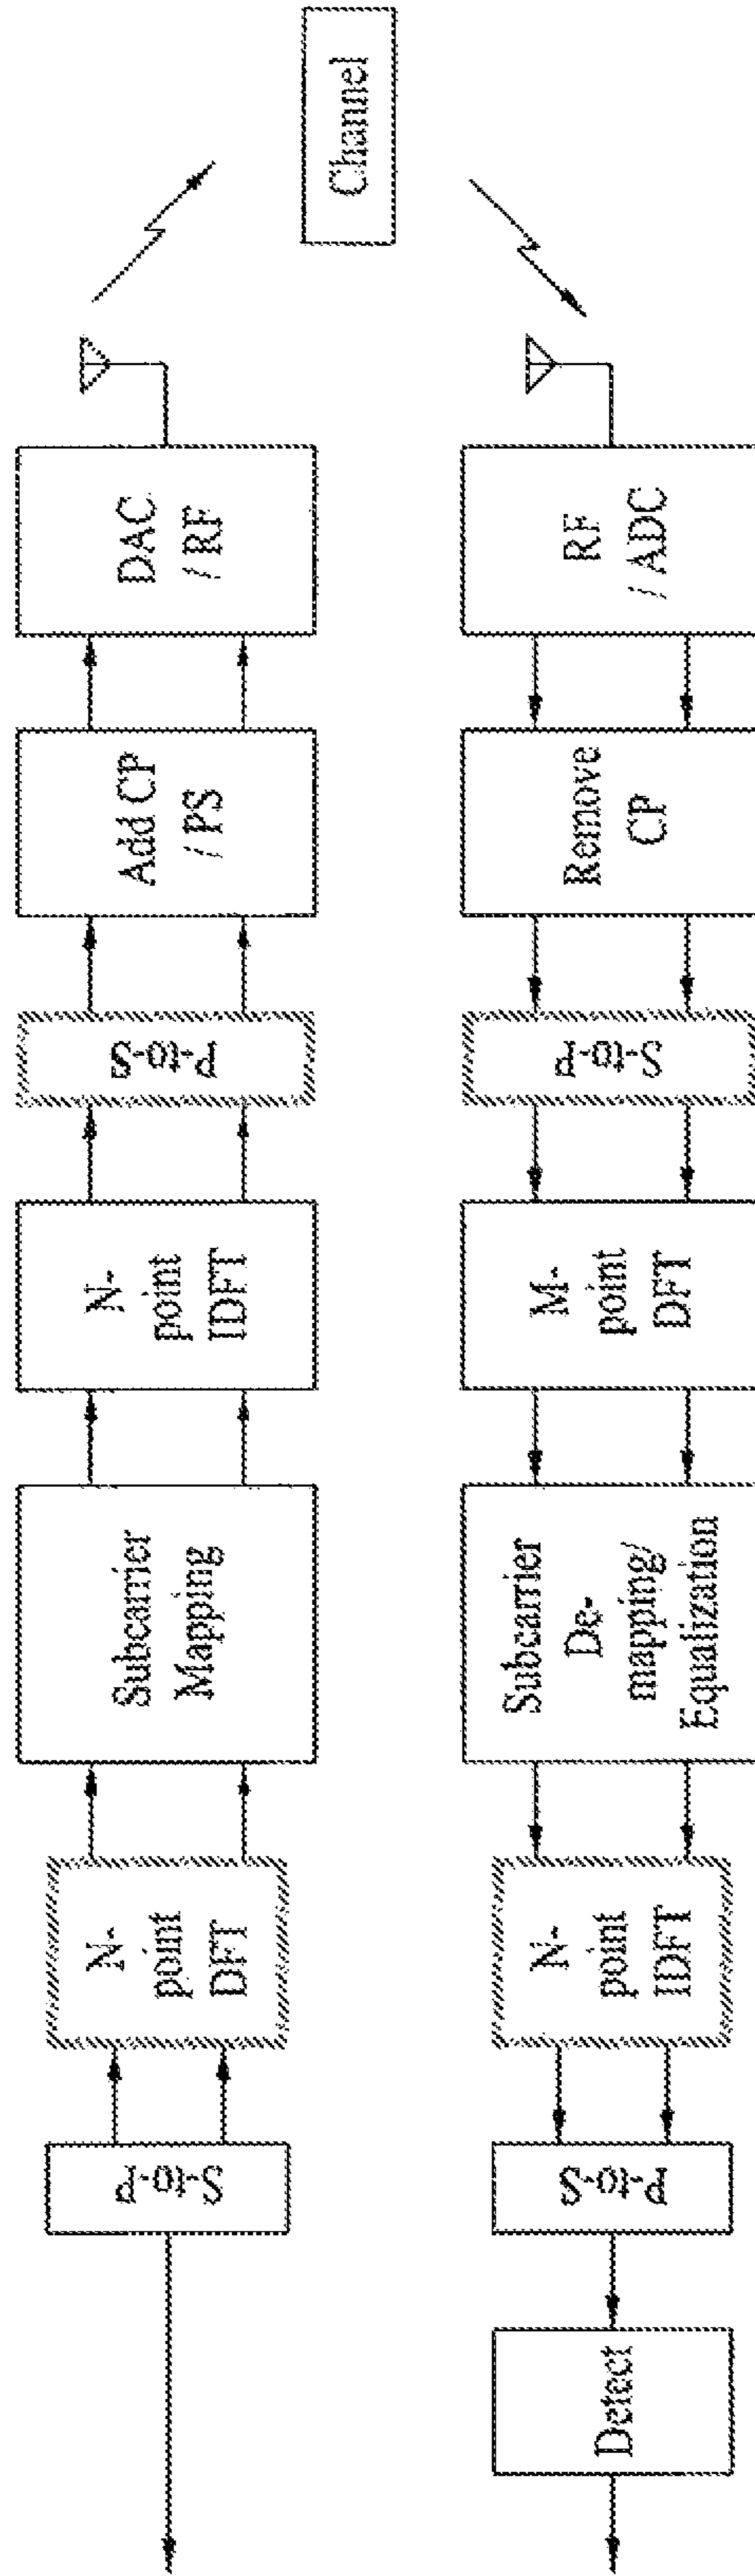 S-to-P
N-
point
DFT
Subcarrier
Mapping
N-
point
IDFT
P-to-S
Add CP
/ PS
DAC
/ RF
Channel
Detect
P-to-S
N-
point
IDFT
Subcarrier
De-
mapping/
Equalization
M-
point
DFT
S-to-P
Remove
CP
RF
/ ADC